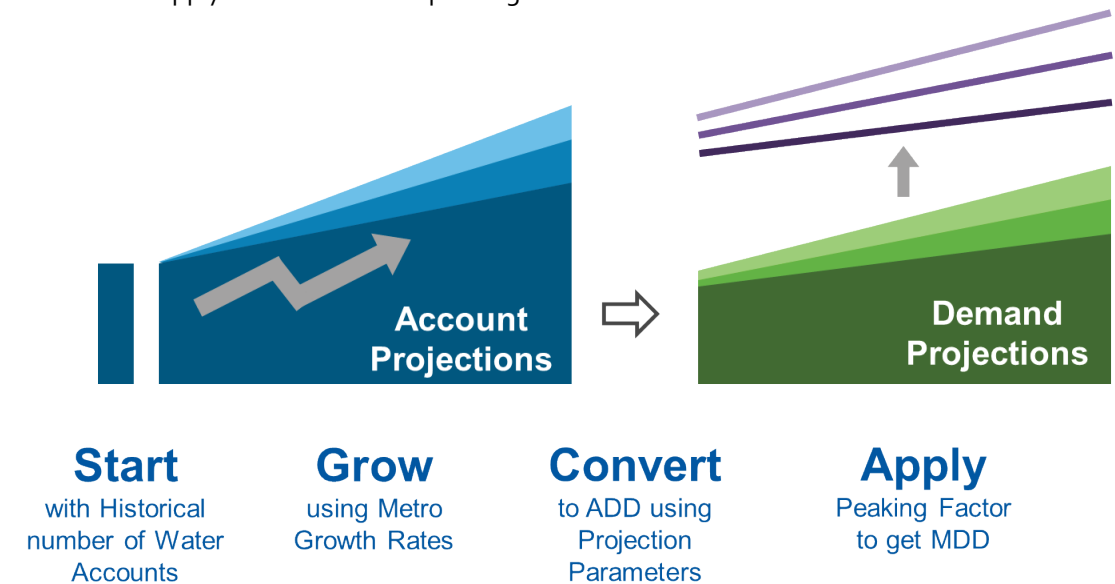 Account
Projections
Demand
Projections
Start
with Historical
number of Water
Accounts
Grow
using Metro
Growth Rates
Convert
to ADD using
Projection
Parameters
Apply
Peaking Factor
to get MDD